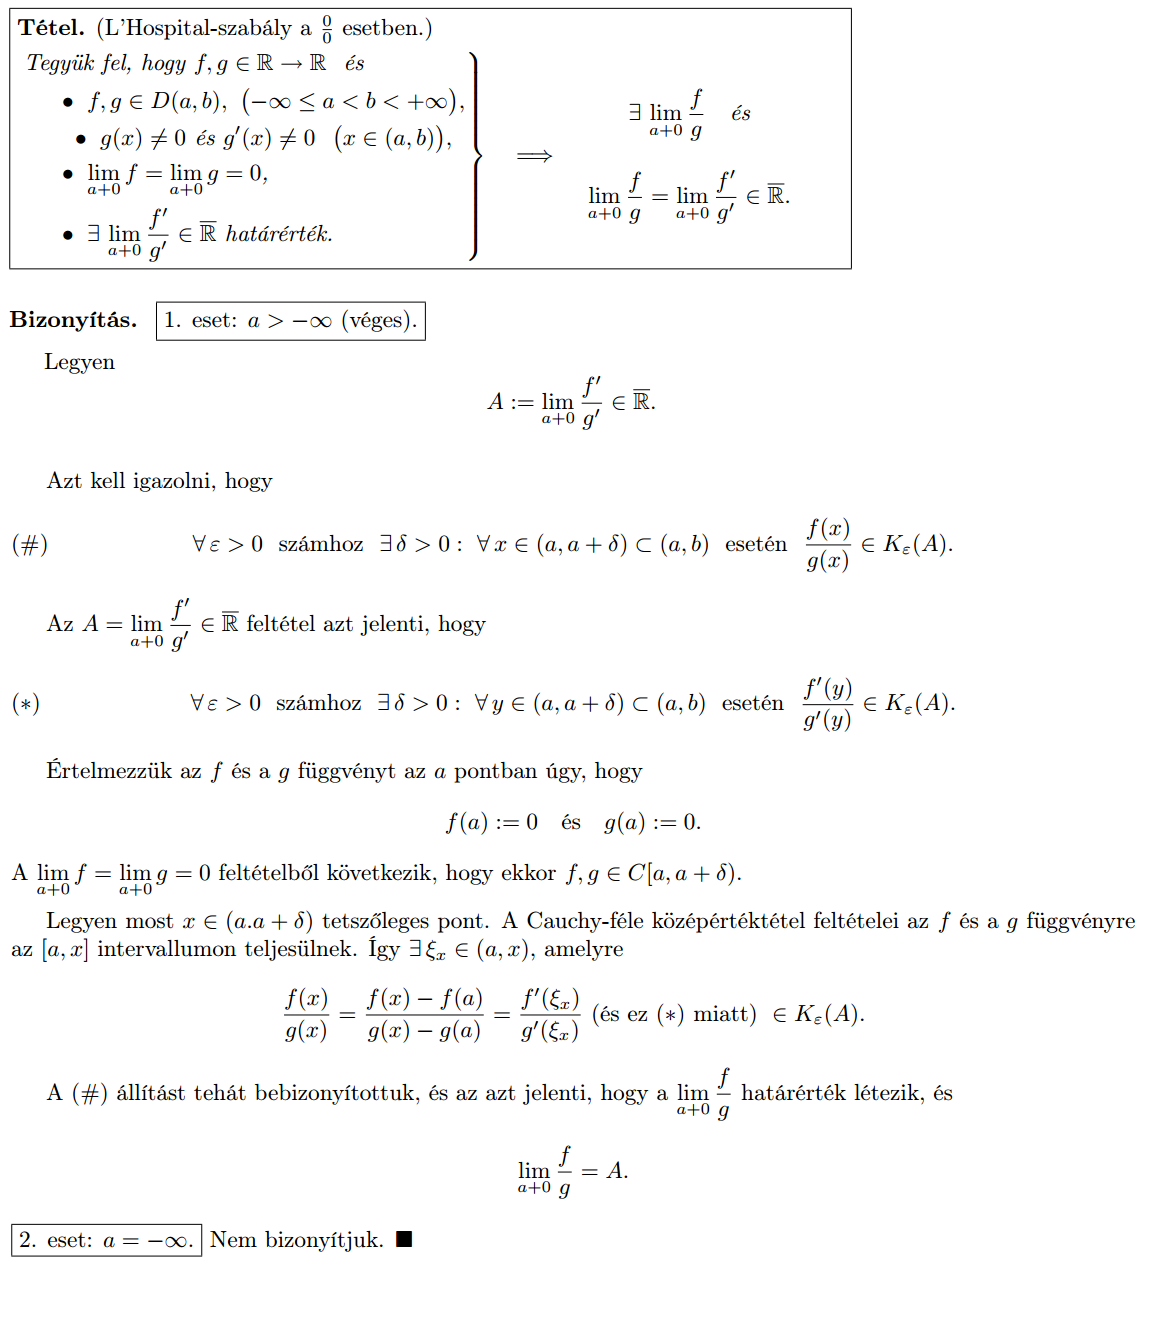 Tétel. (L'Hospital-szabály a $\frac{0}{0}$ esetben.)
Tegyük fel, hogy $f, g \in \mathbb{R} \to \mathbb{R}$ és
• $f, g \in D(a, b)$, $(-\infty \leq a < b < +\infty)$,
• $g(x) \neq 0$ és $g'(x) \neq 0$ $(x \in (a, b))$,
• $\lim_{a+0} f = \lim_{a+0} g = 0$,
• $\exists \lim_{a+0} \frac{f'}{g'} \in \overline{\mathbb{R}}$ határérték.
$\Longrightarrow$
$\exists \lim_{a+0} \frac{f}{g}$ és
$\lim_{a+0} \frac{f}{g} = \lim_{a+0} \frac{f'}{g'} \in \overline{\mathbb{R}}.$
Bizonyítás. 1. eset: $a > -\infty$ (véges).
Legyen
$A := \lim_{a+0} \frac{f'}{g'} \in \overline{\mathbb{R}}.$
Azt kell igazolni, hogy
(#) $\forall \varepsilon > 0$ számhoz $\exists \delta > 0 : \forall x \in (a, a + \delta) \subset (a, b)$ esetén $\frac{f(x)}{g(x)} \in K_\varepsilon(A).$
Az $A = \lim_{a+0} \frac{f'}{g'} \in \overline{\mathbb{R}}$ feltétel azt jelenti, hogy
(∗) $\forall \varepsilon > 0$ számhoz $\exists \delta > 0 : \forall y \in (a, a + \delta) \subset (a, b)$ esetén $\frac{f'(y)}{g'(y)} \in K_\varepsilon(A).$
Értelmezzük az $f$ és a $g$ függvényt az $a$ pontban úgy, hogy
$f(a) := 0$ és $g(a) := 0.$
A $\lim_{a+0} f = \lim_{a+0} g = 0$ feltételből következik, hogy ekkor $f, g \in C[a, a + \delta)$.
Legyen most $x \in (a.a + \delta)$ tetszőleges pont. A Cauchy-féle középértéktétel feltételei az $f$ és a $g$ függvényre
az $[a, x]$ intervallumon teljesülnek. Így $\exists \xi_x \in (a, x)$, amelyre
$\frac{f(x)}{g(x)} = \frac{f(x) - f(a)}{g(x) - g(a)} = \frac{f'(\xi_x)}{g'(\xi_x)}$ (és ez (∗) miatt) $\in K_\varepsilon(A).$
A (#) állítást tehát bebizonyítottuk, és az azt jelenti, hogy a $\lim_{a+0} \frac{f}{g}$ határérték létezik, és
$\lim_{a+0} \frac{f}{g} = A.$
2. eset: $a = -\infty$. Nem bizonyítjuk. ■